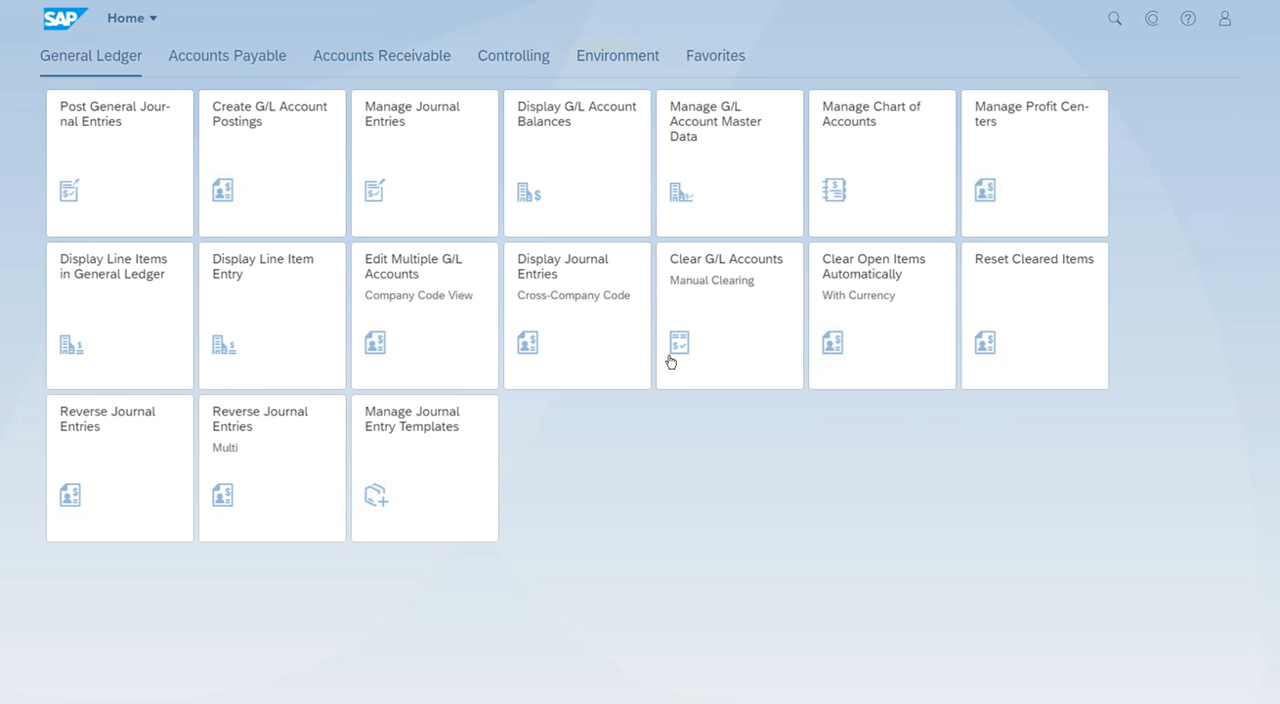 SAP Home
General Ledger Accounts Payable Accounts Receivable Controlling Environment Favorites
Post General Jour-
nal Entries
Create G/L Account
Postings
Manage Journal
Entries
Display G/L Account
Balances
Manage G/L
Account Master
Data
Manage Chart of
Accounts
Manage Profit Cen-
ters
Display Line Items
in General Ledger
Display Line Item
Entry
Edit Multiple G/L
Accounts
Company Code View
Display Journal
Entries
Cross-Company Code
Clear G/L Accounts
Manual Clearing
Clear Open Items
Automatically
With Currency
Reset Cleared Items
Reverse Journal
Entries
Reverse Journal
Entries
Multi
Manage Journal
Entry Templates